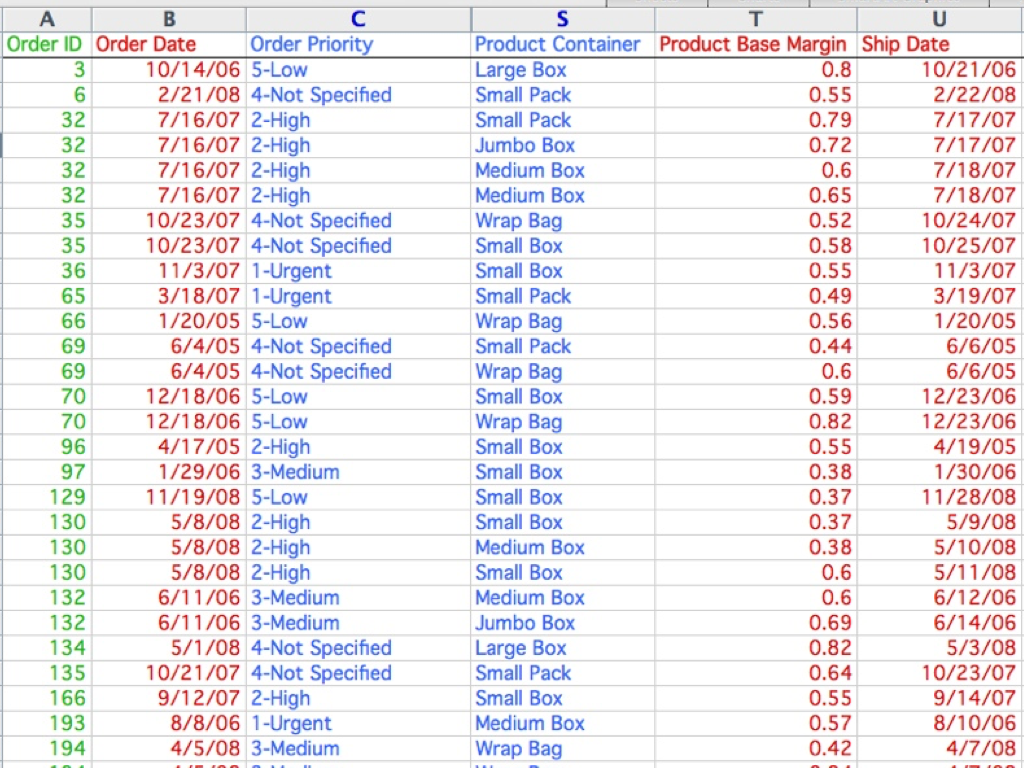 A B C S T U
Order ID Order Date Order Priority Product Container Product Base Margin Ship Date
3 10/14/06 5-Low Large Box 0.8 10/21/06
6 2/21/08 4-Not Specified Small Pack 0.55 2/22/08
32 7/16/07 2-High Small Pack 0.79 7/17/07
32 7/16/07 2-High Jumbo Box 0.72 7/17/07
32 7/16/07 2-High Medium Box 0.6 7/18/07
32 7/16/07 2-High Medium Box 0.65 7/18/07
35 10/23/07 4-Not Specified Wrap Bag 0.52 10/24/07
35 10/23/07 4-Not Specified Small Box 0.58 10/25/07
36 11/3/07 1-Urgent Small Box 0.55 11/3/07
65 3/18/07 1-Urgent Small Pack 0.49 3/19/07
66 1/20/05 5-Low Wrap Bag 0.56 1/20/05
69 6/4/05 4-Not Specified Small Pack 0.44 6/6/05
69 6/4/05 4-Not Specified Wrap Bag 0.6 6/6/05
70 12/18/06 5-Low Small Box 0.59 12/23/06
70 12/18/06 5-Low Wrap Bag 0.82 12/23/06
96 4/17/05 2-High Small Box 0.55 4/19/05
97 1/29/06 3-Medium Small Box 0.38 1/30/06
129 11/19/08 5-Low Small Box 0.37 11/28/08
130 5/8/08 2-High Small Box 0.37 5/9/08
130 5/8/08 2-High Medium Box 0.38 5/10/08
130 5/8/08 2-High Small Box 0.6 5/11/08
132 6/11/06 3-Medium Medium Box 0.6 6/12/06
132 6/11/06 3-Medium Jumbo Box 0.69 6/14/06
134 5/1/08 4-Not Specified Large Box 0.82 5/3/08
135 10/21/07 4-Not Specified Small Pack 0.64 10/23/07
166 9/12/07 2-High Small Box 0.55 9/14/07
193 8/8/06 1-Urgent Medium Box 0.57 8/10/06
194 4/5/08 3-Medium Wrap Bag 0.42 4/7/08